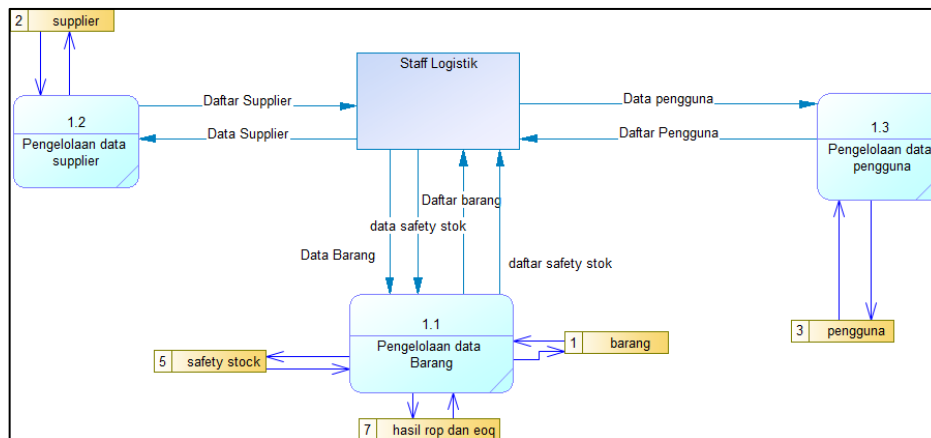 2 supplier
Staff Logistik
Daftar Supplier
Data pengguna
1.2
Pengelolaan data
supplier
Data Supplier
Daftar Pengguna
1.3
Pengelolaan data
pengguna
Daftar barang
data safety stok
Data Barang
daftar safety stok
1.1
Pengelolaan data
Barang
1 barang
3 pengguna
5 safety stock
7 hasil rop dan eoq